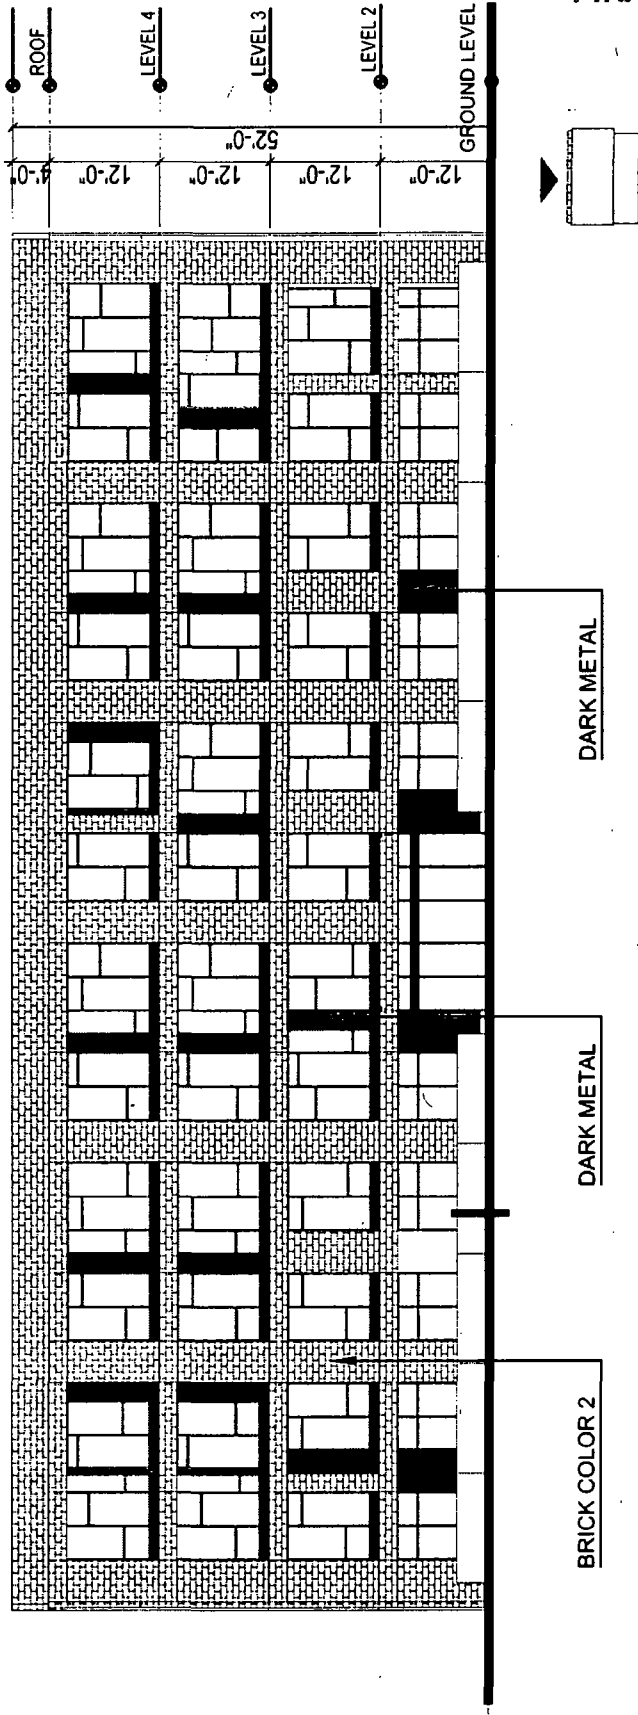 ROOF
LEVEL 4
LEVEL 3
LEVEL 2
GROUND LEVEL
4'-0"
12'-0"
12'-0"
12'-0"
12'-0"
52'-0"
BRICK COLOR 2
DARK METAL
DARK METAL